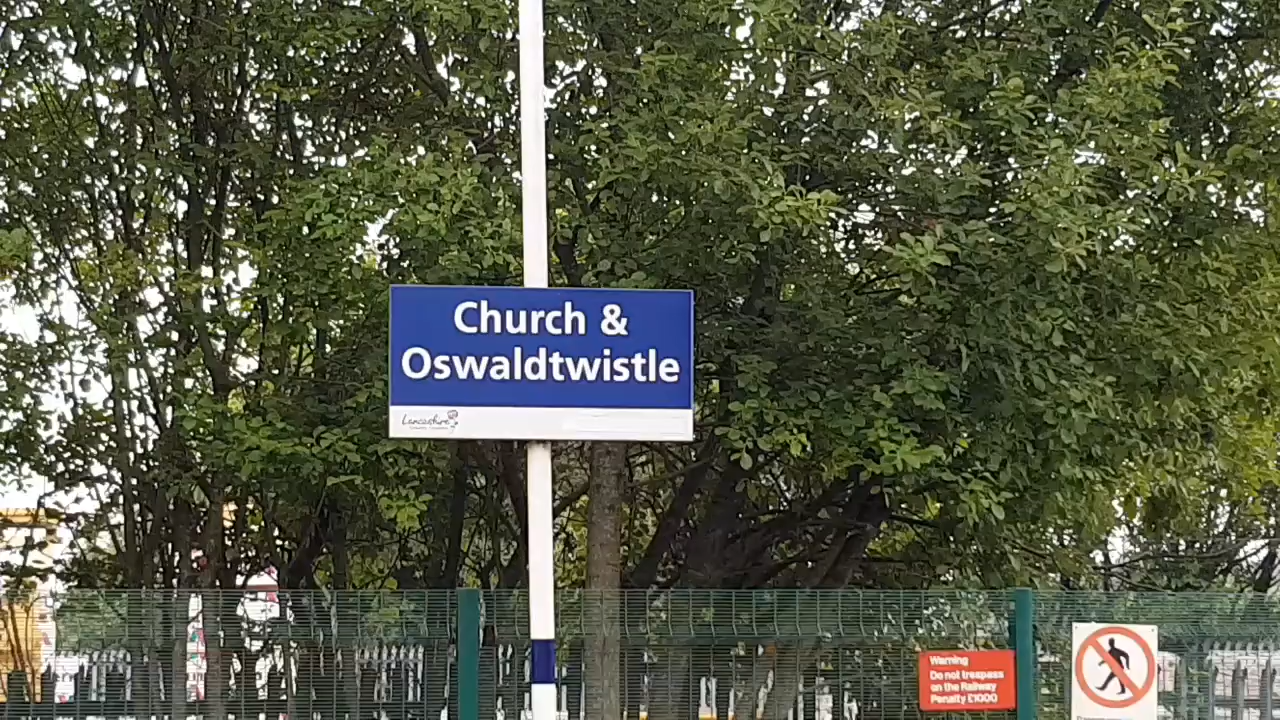 Church &
Oswaldtwistle
Lancashire
Warning
Do not trespass
on the Railway
Penalty £1000